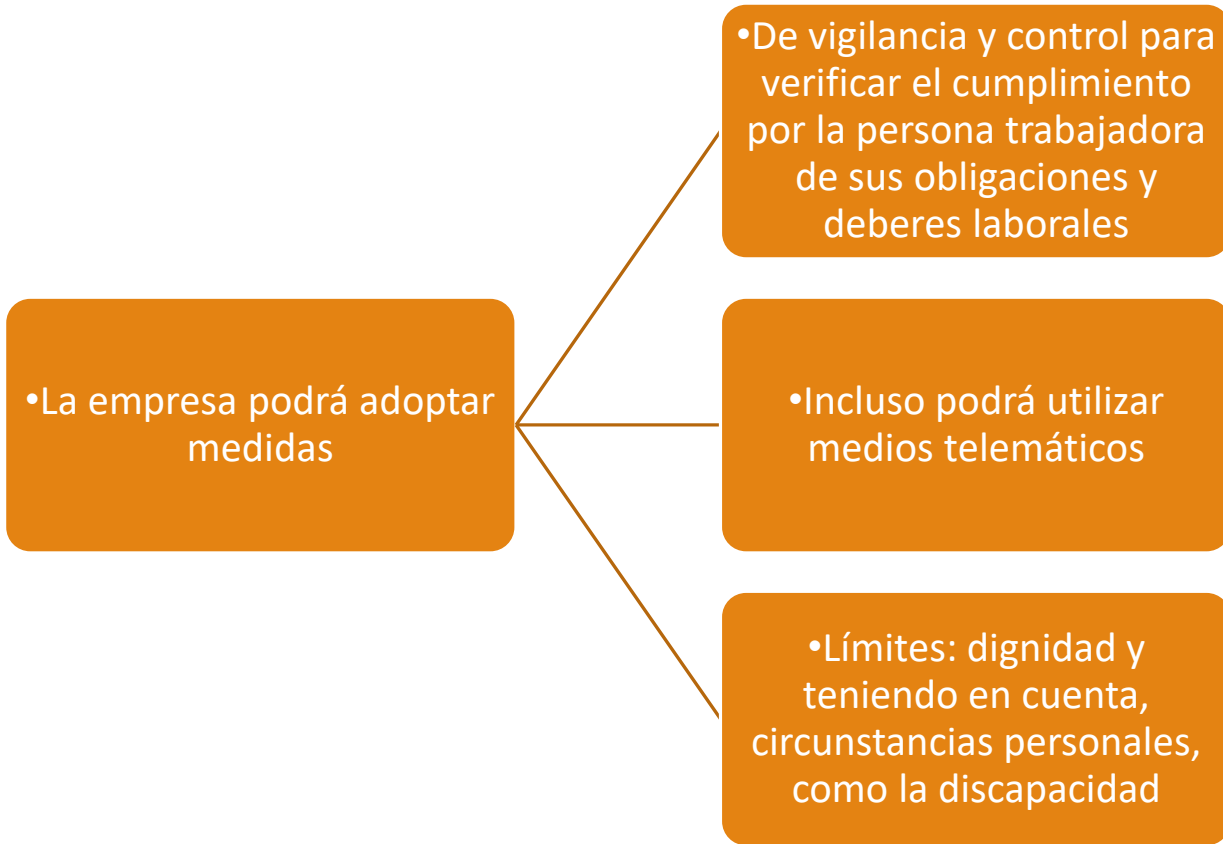 •La empresa podrá adoptar
medidas
•De vigilancia y control para
verificar el cumplimiento
por la persona trabajadora
de sus obligaciones y
deberes laborales
•Incluso podrá utilizar
medios telemáticos
•Límites: dignidad y
teniendo en cuenta,
circunstancias personales,
como la discapacidad